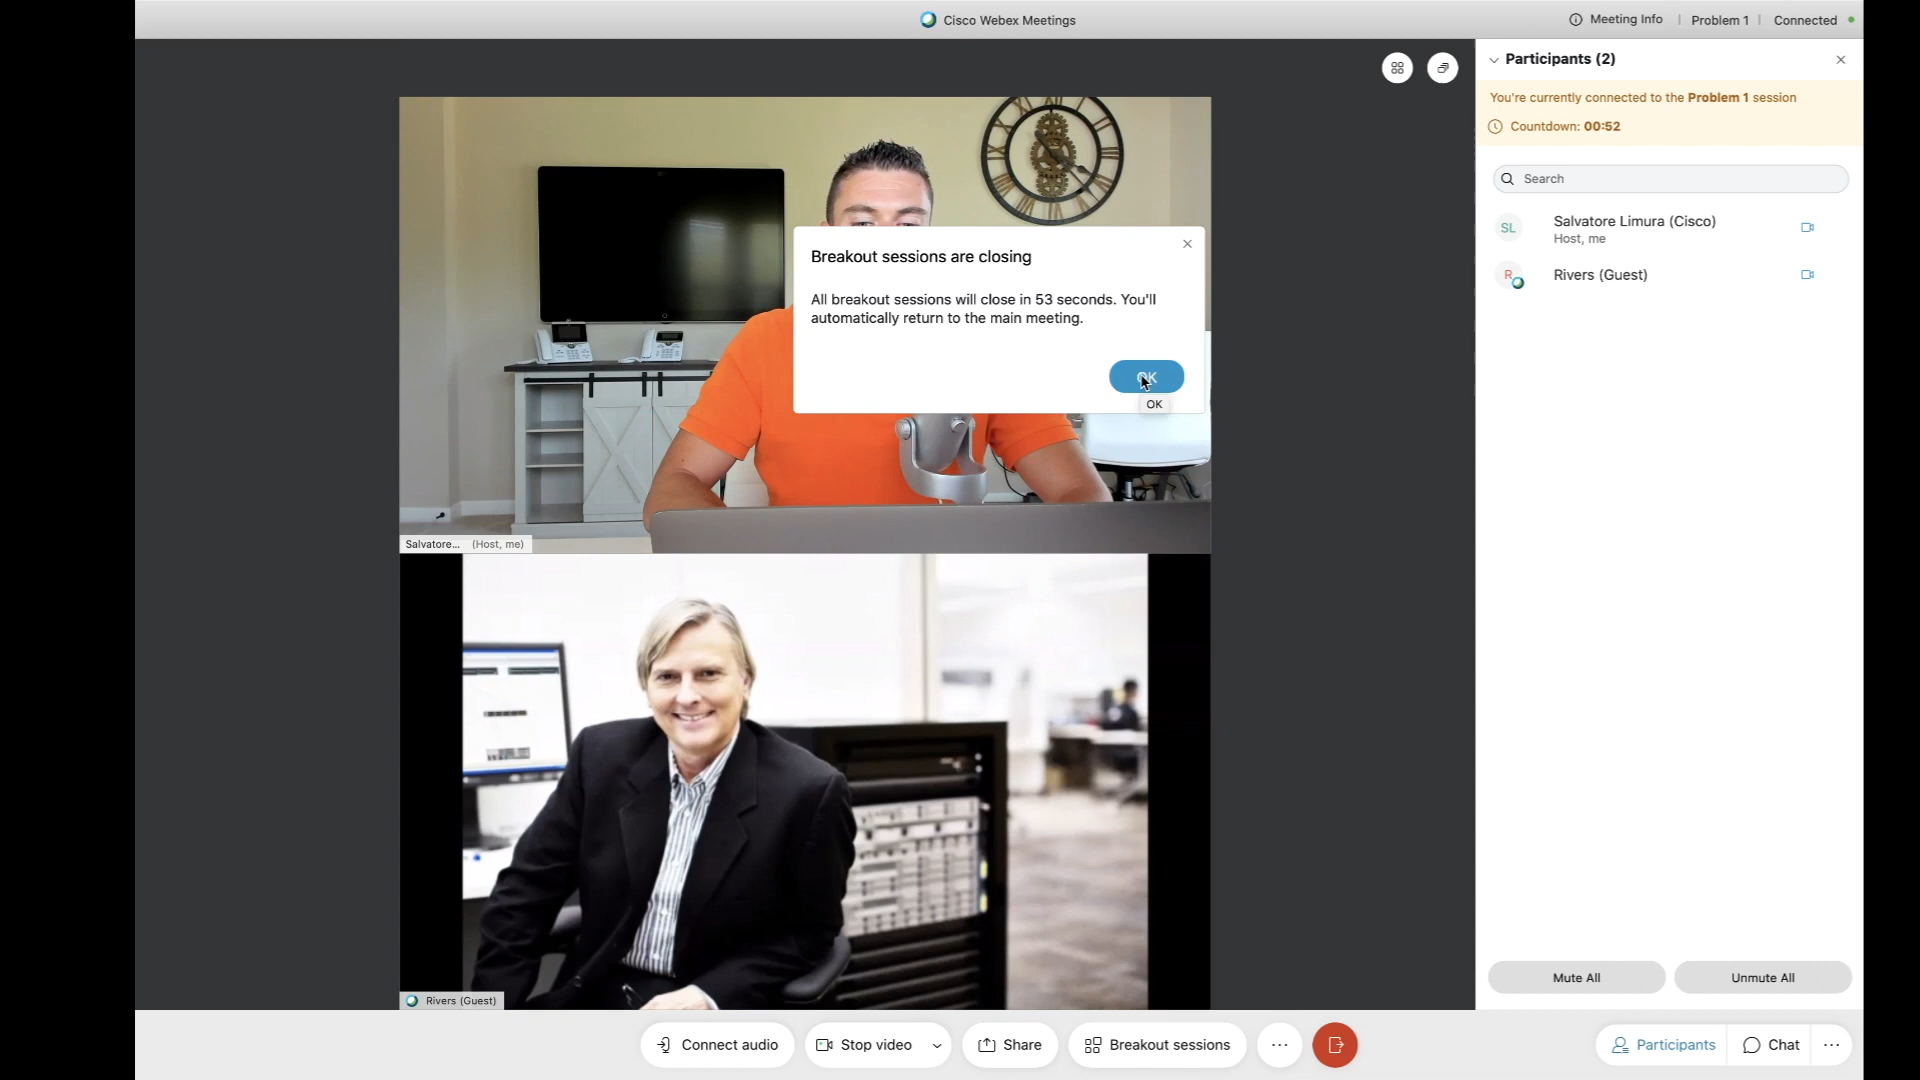 Cisco Webex Meetings
Meeting Info
Problem 1
Connected
Participants (2)
You're currently connected to the Problem 1 session
Countdown: 00:52
Search
SL
Salvatore Limura (Cisco)
Host, me
R
Rivers (Guest)
Breakout sessions are closing
All breakout sessions will close in 53 seconds. You'll
automatically return to the main meeting.
OK
OK
Salvatore... (Host, me)
Rivers (Guest)
Mute All
Unmute All
Connect audio
Stop video
Share
Breakout sessions
Participants
Chat